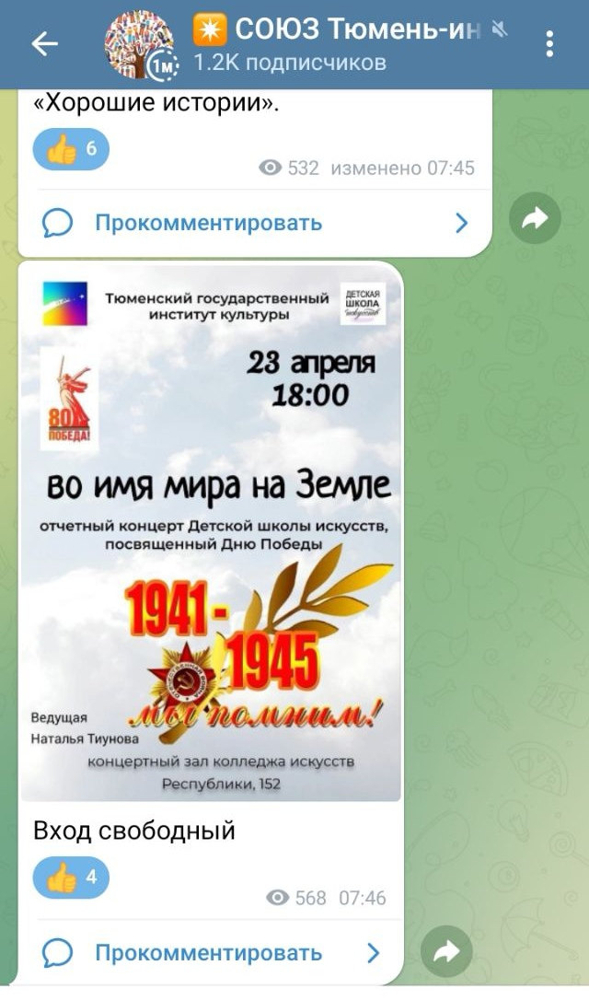 СОЮЗ Тюмень-ин
1м
1.2K подписчиков
«Хорошие истории».
6
532 изменено 07:45
Прокомментировать
Тюменский государственный
институт культуры
ДЕТСКАЯ
ШКОЛА
искусств
23 апреля
18:00
80
ПОБЕДА!
во имя мира на Земле
отчетный концерт Детской школы искусств,
посвященный Дню Победы
1941-
1945
ОТЕЧЕСТВЕННАЯ ВОЙНА
мы помним!
Ведущая
Наталья Тиунова
концертный зал колледжа искусств
Республики, 152
Вход свободный
4
568 07:46
Прокомментировать